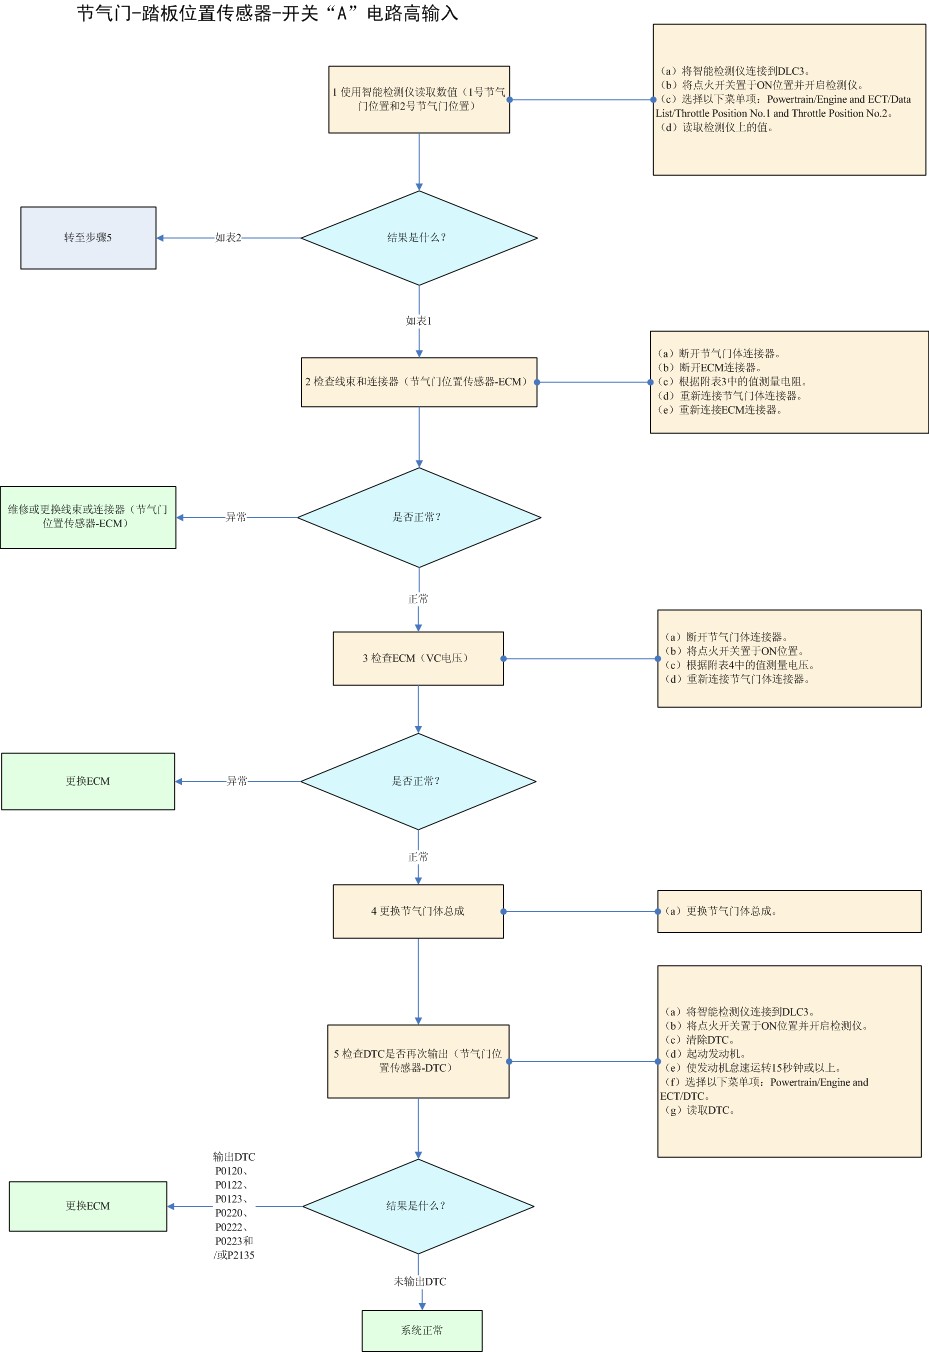 节气门-踏板位置传感器-开关“A”电路高输入
1 使用智能检测仪读取数值（1号节气
门位置和2号节气门位置）
（a）将智能检测仪连接到DLC3。
（b）将点火开关置于ON位置并开启检测仪。
（c）选择以下菜单项：Powertrain/Engine and ECT/Data
List/Throttle Position No.1 and Throttle Position No.2。
（d）读取检测仪上的值。
结果是什么？
如表2
转至步骤5
如表1
2 检查线束和连接器（节气门位置传感器-ECM）
（a）断开节气门体连接器。
（b）断开ECM连接器。
（c）根据附表3中的值测量电阻。
（d）重新连接节气门体连接器。
（e）重新连接ECM连接器。
是否正常？
异常
维修或更换线束或连接器（节气门
位置传感器-ECM）
正常
3 检查ECM（VC电压）
（a）断开节气门体连接器。
（b）将点火开关置于ON位置。
（c）根据附表4中的值测量电压。
（d）重新连接节气门体连接器。
是否正常？
异常
更换ECM
正常
4 更换节气门体总成
（a）更换节气门体总成。
5 检查DTC是否再次输出（节气门位
置传感器-DTC）
（a）将智能检测仪连接到DLC3。
（b）将点火开关置于ON位置并开启检测仪。
（c）清除DTC。
（d）起动发动机。
（e）使发动机怠速运转15秒钟或以上。
（f）选择以下菜单项：Powertrain/Engine and
ECT/DTC。
（g）读取DTC。
结果是什么？
输出DTC
P0120、
P0122、
P0123、
P0220、
P0222、
P0223和
/或P2135
更换ECM
未输出DTC
系统正常